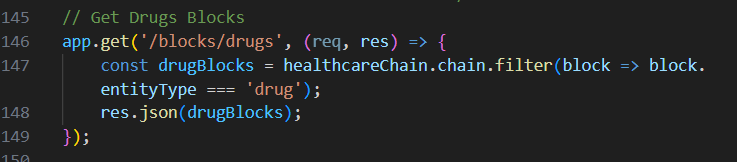 145 // Get Drugs Blocks
146 app.get('/blocks/drugs', (req, res) => {
147 const drugBlocks = healthcareChain.chain.filter(block => block.
entityType === 'drug');
148 res.json(drugBlocks);
149 });
150